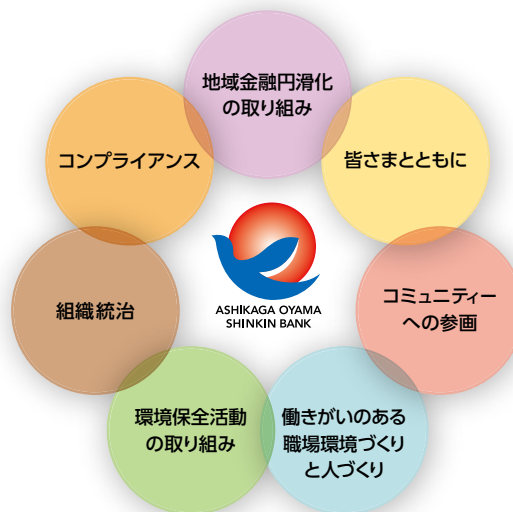 地域金融円滑化
の取り組み
皆さまとともに
コミュニティー
への参画
働きがいのある
職場環境づくり
と人づくり
環境保全活動
の取り組み
組織統治
コンプライアンス
ASHIKAGA OYAMA
SHINKIN BANK